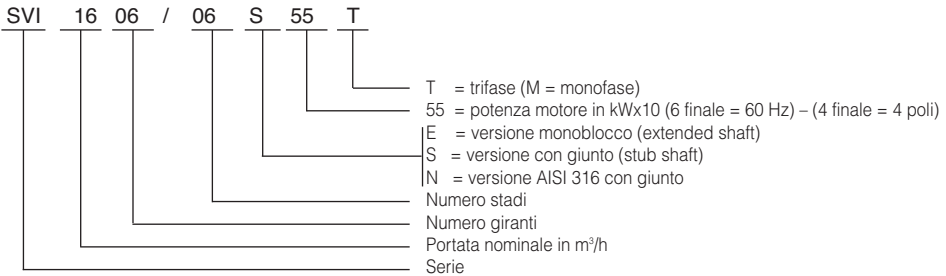 SVI 16 06 / 06 S 55 T
T = trifase (M = monofase)
55 = potenza motore in kWx10 (6 finale = 60 Hz) – (4 finale = 4 poli)
E = versione monoblocco (extended shaft)
S = versione con giunto (stub shaft)
N = versione AISI 316 con giunto
Numero stadi
Numero giranti
Portata nominale in m³/h
Serie